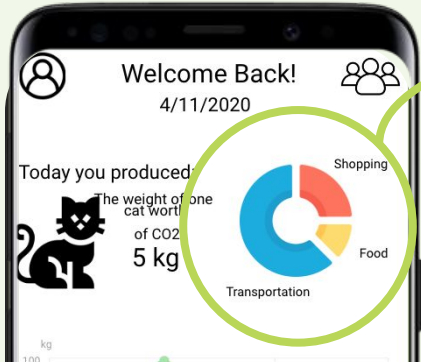 Welcome Back!
4/11/2020
Today you produced:
The weight of one
cat worth
of CO2
5 kg
Shopping
Food
Transportation
kg
100